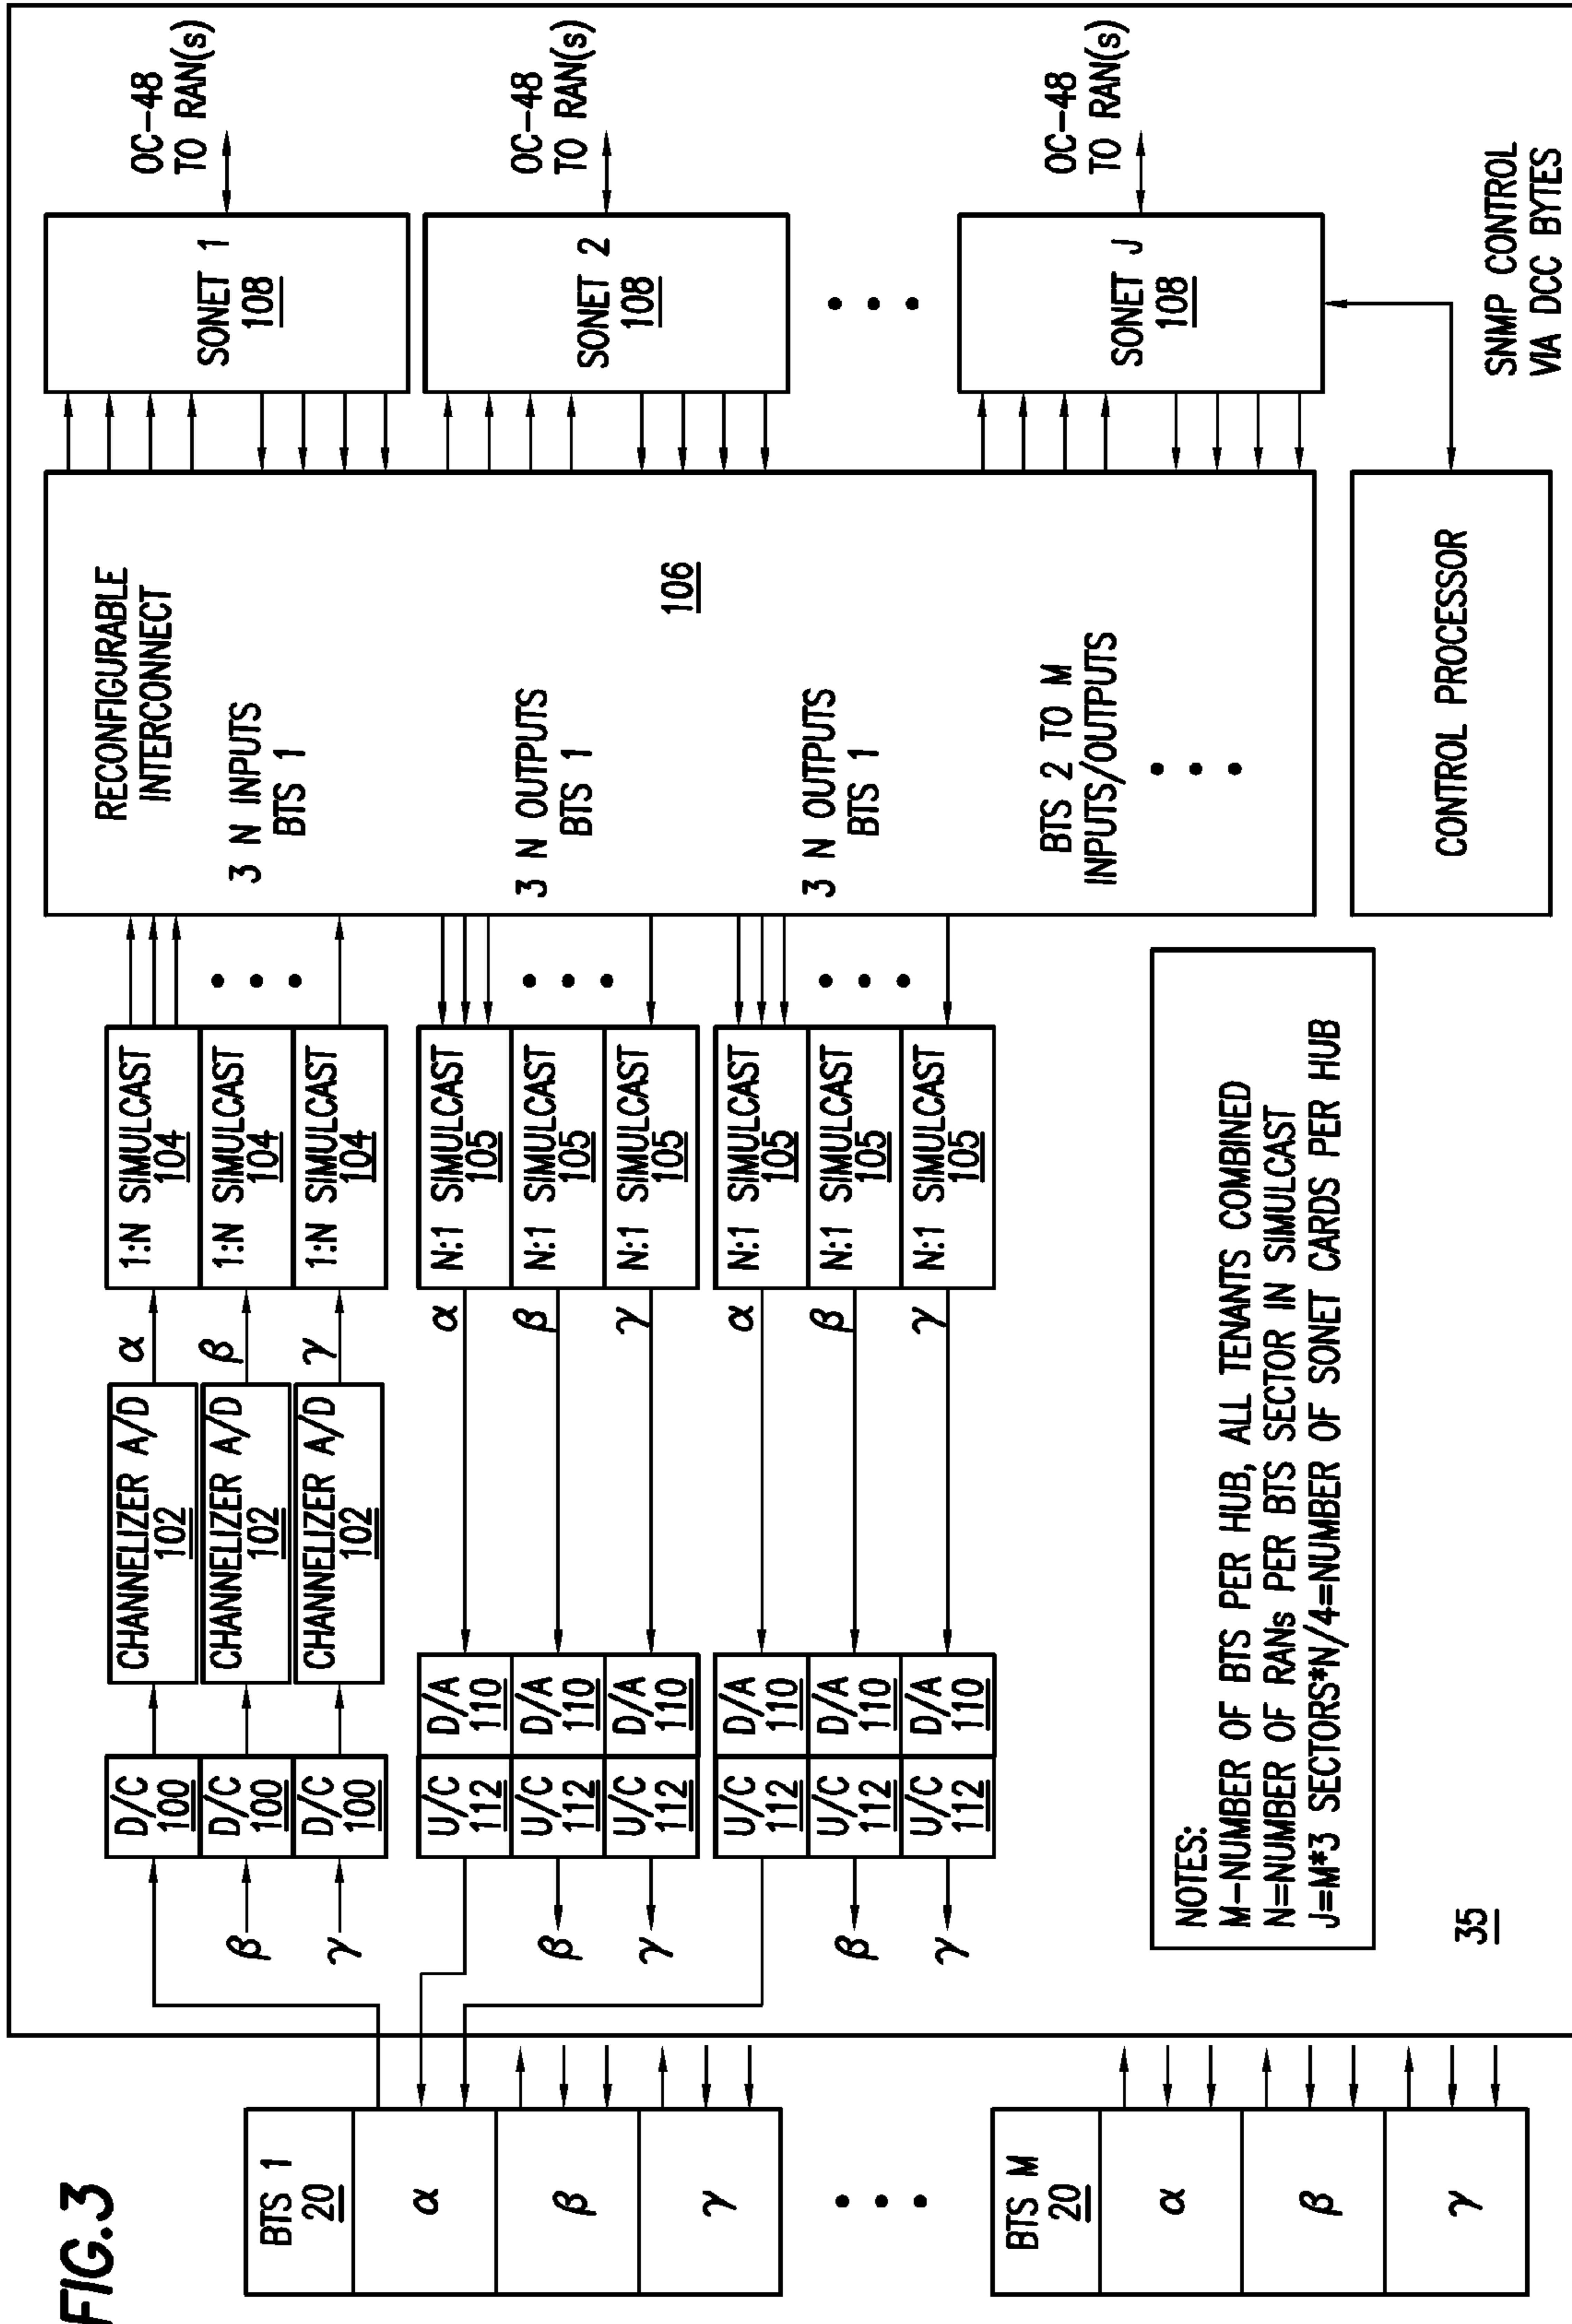 FIG.3
BTS 1
20
α
β
γ
BTS M
20
α
β
γ
D/C
100
D/C
100
D/C
100
β
γ
CHANNELIZER A/D
102
CHANNELIZER A/D
102
CHANNELIZER A/D
102
α
β
γ
1:N SIMULCAST
104
1:N SIMULCAST
104
1:N SIMULCAST
104
U/C
112
D/A
110
U/C
112
D/A
110
U/C
112
D/A
110
β
γ
α
β
γ
N:1 SIMULCAST
105
N:1 SIMULCAST
105
N:1 SIMULCAST
105
U/C
112
D/A
110
U/C
112
D/A
110
U/C
112
D/A
110
β
γ
α
β
γ
N:1 SIMULCAST
105
N:1 SIMULCAST
105
N:1 SIMULCAST
105
RECONFIGURABLE
INTERCONNECT
3 N INPUTS
BTS 1
3 N OUTPUTS
BTS 1
106
3 N OUTPUTS
BTS 1
BTS 2 TO M
INPUTS/OUTPUTS
SONET 1
108
OC-48
TO RAN(s)
SONET 2
108
OC-48
TO RAN(s)
SONET J
108
OC-48
TO RAN(s)
CONTROL PROCESSOR
SNMP CONTROL
VIA DCC BYTES
NOTES:
M-NUMBER OF BTS PER HUB, ALL TENANTS COMBINED
N=NUMBER OF RANs PER BTS SECTOR IN SIMULCAST
J=M*3 SECTORS*N/4=NUMBER OF SONET CARDS PER HUB
35